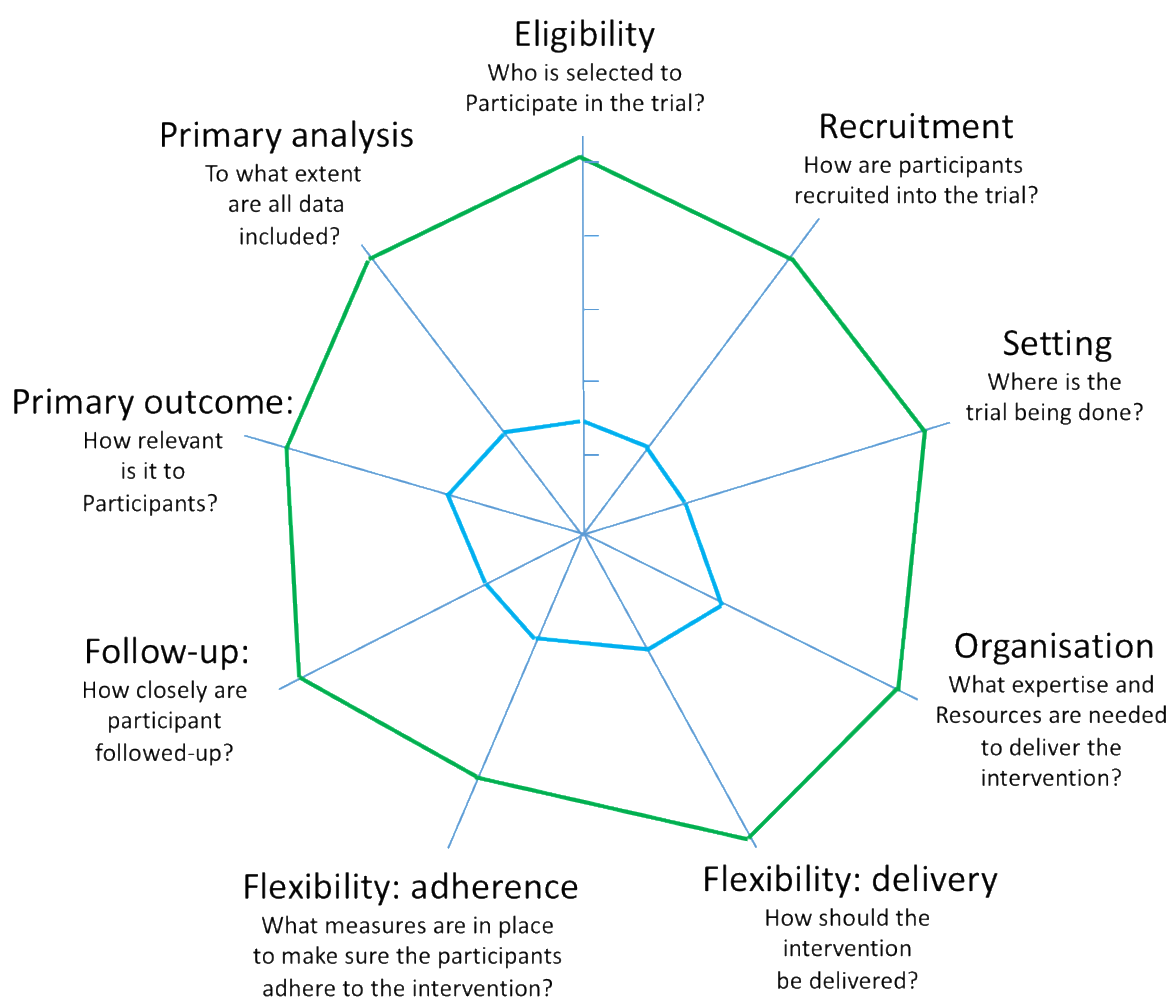 Eligibility
Who is selected to
Participate in the trial?
Recruitment
How are participants
recruited into the trial?
Setting
Where is the
trial being done?
Organisation
What expertise and
Resources are needed
to deliver the
intervention?
Flexibility: delivery
How should the
intervention
be delivered?
Flexibility: adherence
What measures are in place
to make sure the participants
adhere to the intervention?
Follow-up:
How closely are
participant
followed-up?
Primary outcome:
How relevant
is it to
Participants?
Primary analysis
To what extent
are all data
included?